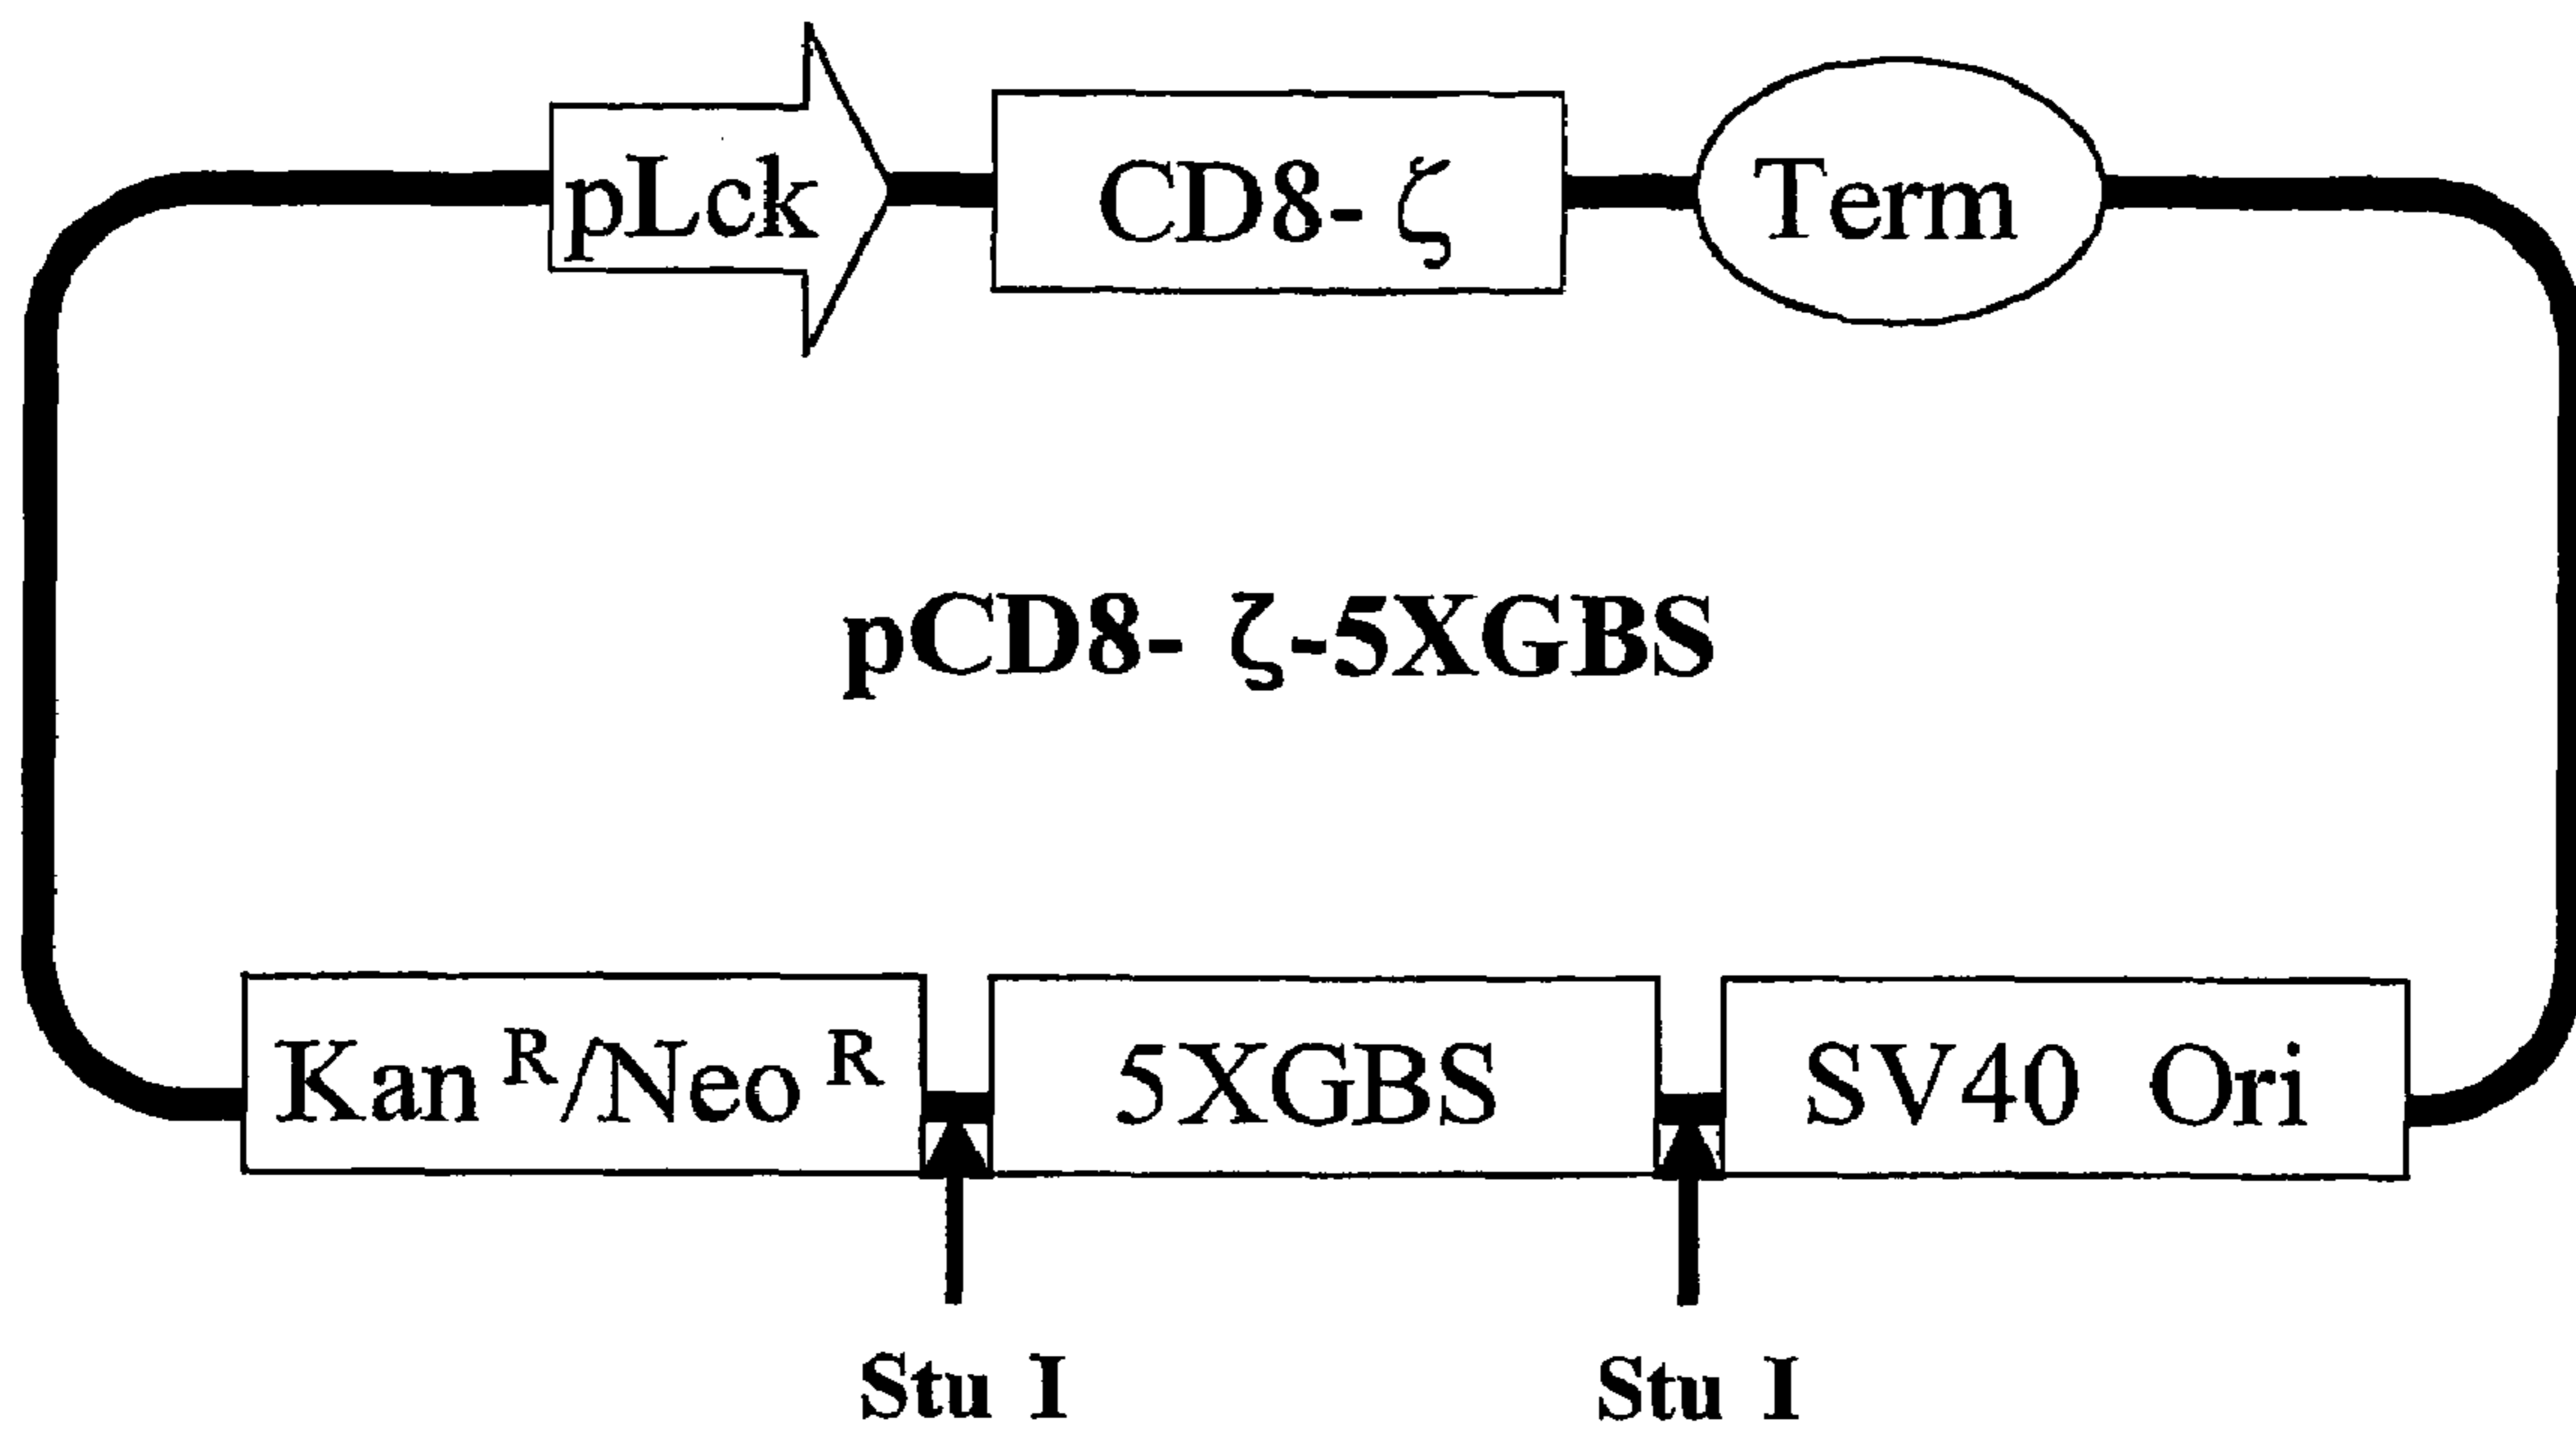 pLck CD8- ζ Term
pCD8- ζ-5XGBS
Kan R/Neo R 5XGBS SV40 Ori
Stu I Stu I